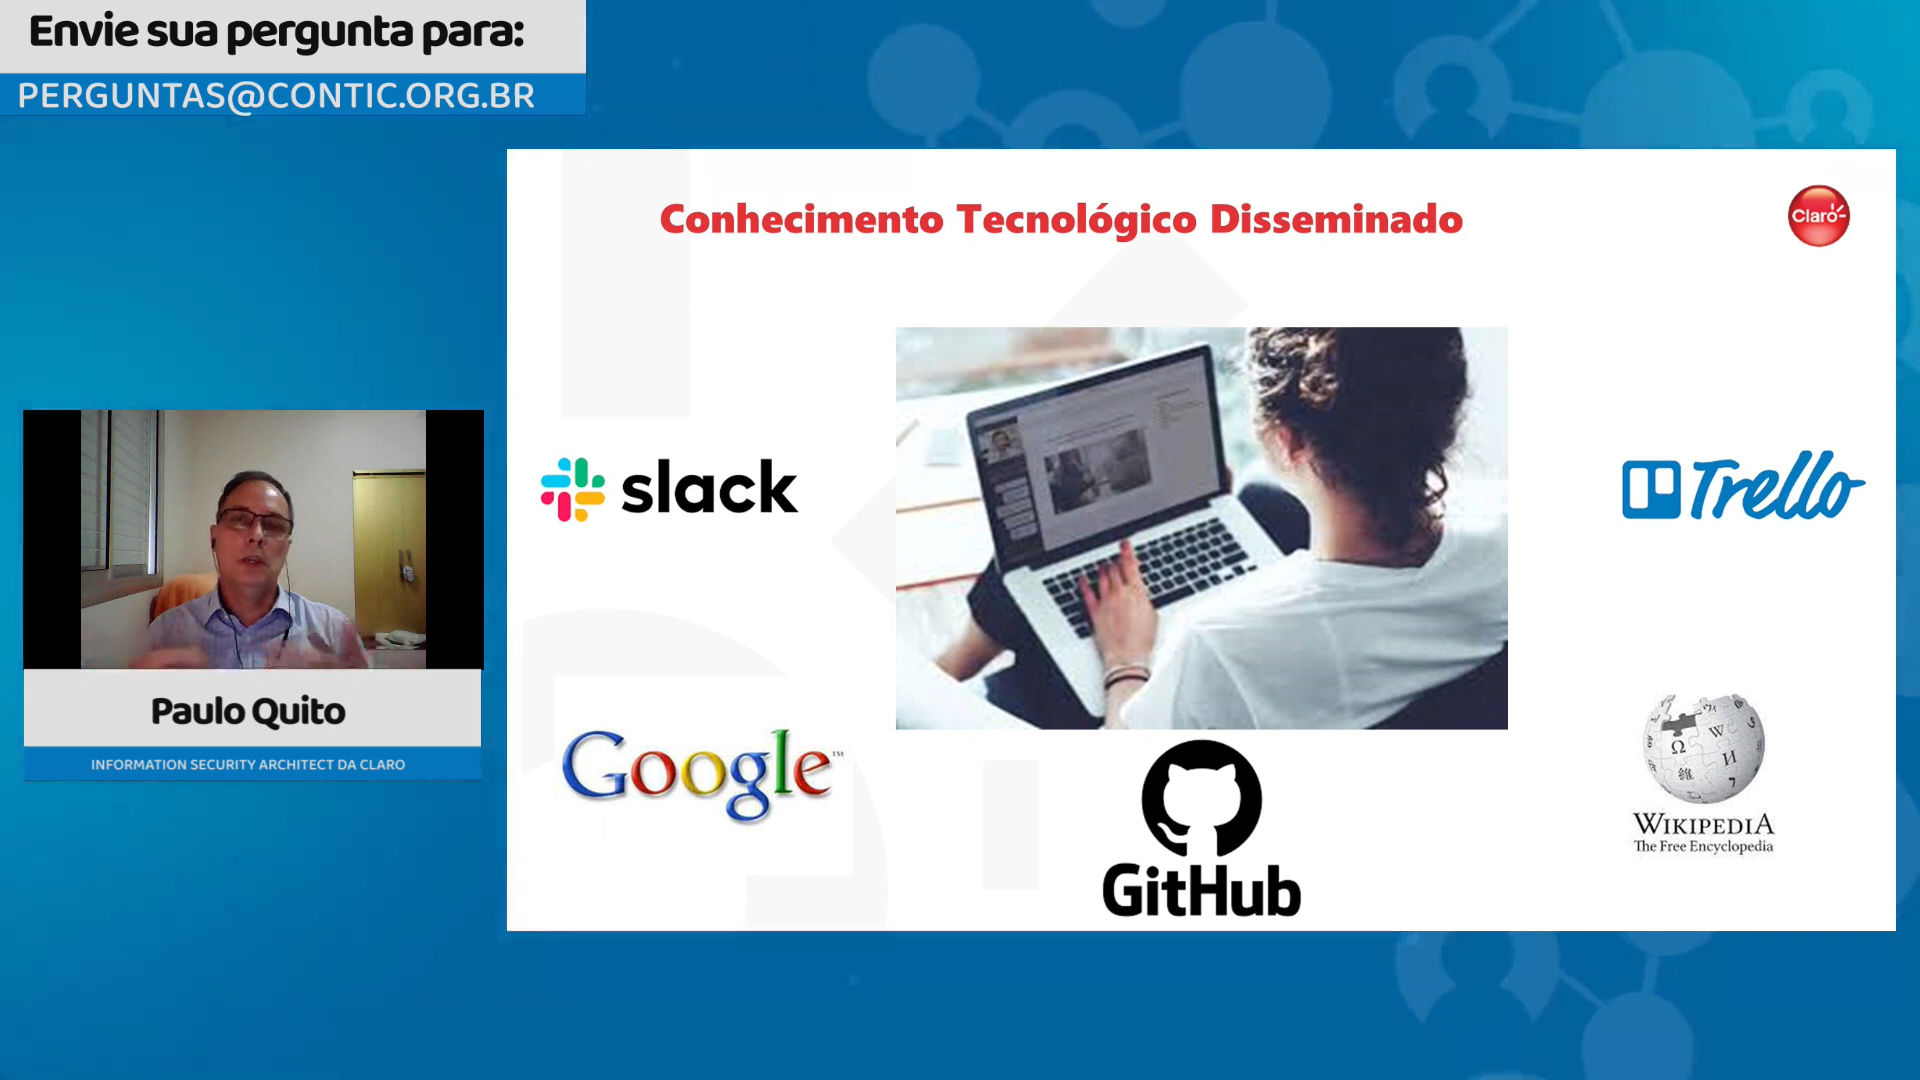 Envie sua pergunta para:
PERGUNTAS@CONTIC.ORG.BR
Conhecimento Tecnológico Disseminado
Claro
slack
Trello
Paulo Quito
INFORMATION SECURITY ARCHITECT DA CLARO
Google™
GitHub
WIKIPEDIA
The Free Encyclopedia